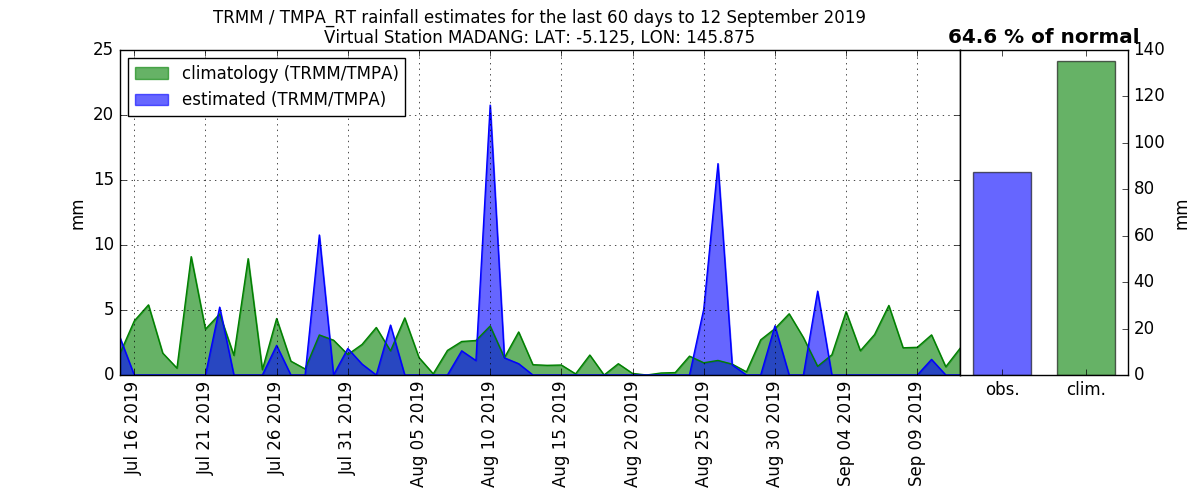 TRMM / TMPA_RT rainfall estimates for the last 60 days to 12 September 2019
Virtual Station MADANG: LAT: -5.125, LON: 145.875
64.6 % of normal
climatology (TRMM/TMPA)
estimated (TRMM/TMPA)
25
20
15
10
5
0
mm
Jul 16 2019
Jul 21 2019
Jul 26 2019
Jul 31 2019
Aug 05 2019
Aug 10 2019
Aug 15 2019
Aug 20 2019
Aug 25 2019
Aug 30 2019
Sep 04 2019
Sep 09 2019
obs.
clim.
140
120
100
80
60
40
20
0
mm